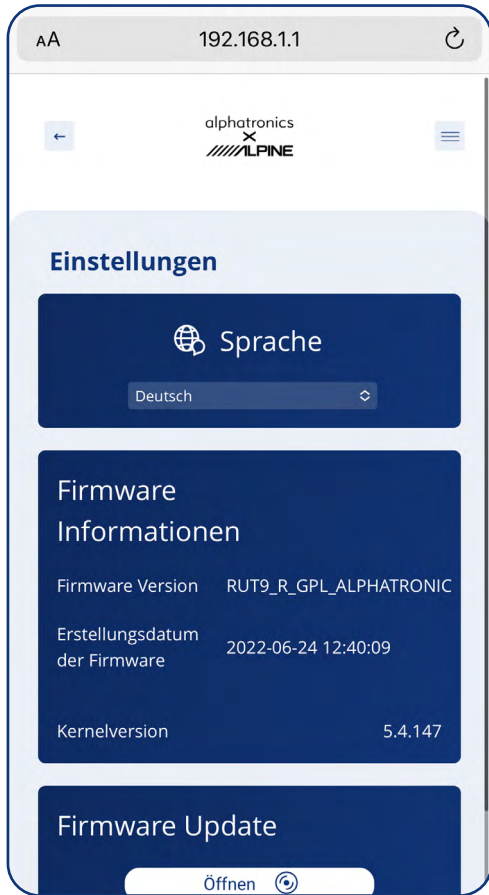 AA 192.168.1.1
alphatronics
X
ALPINE
Einstellungen
Sprache
Deutsch
Firmware
Informationen
Firmware Version RUT9_R_GPL_ALPHATRONIC
Erstellungsdatum
der Firmware
2022-06-24 12:40:09
Kernelversion 5.4.147
Firmware Update
Öffnen